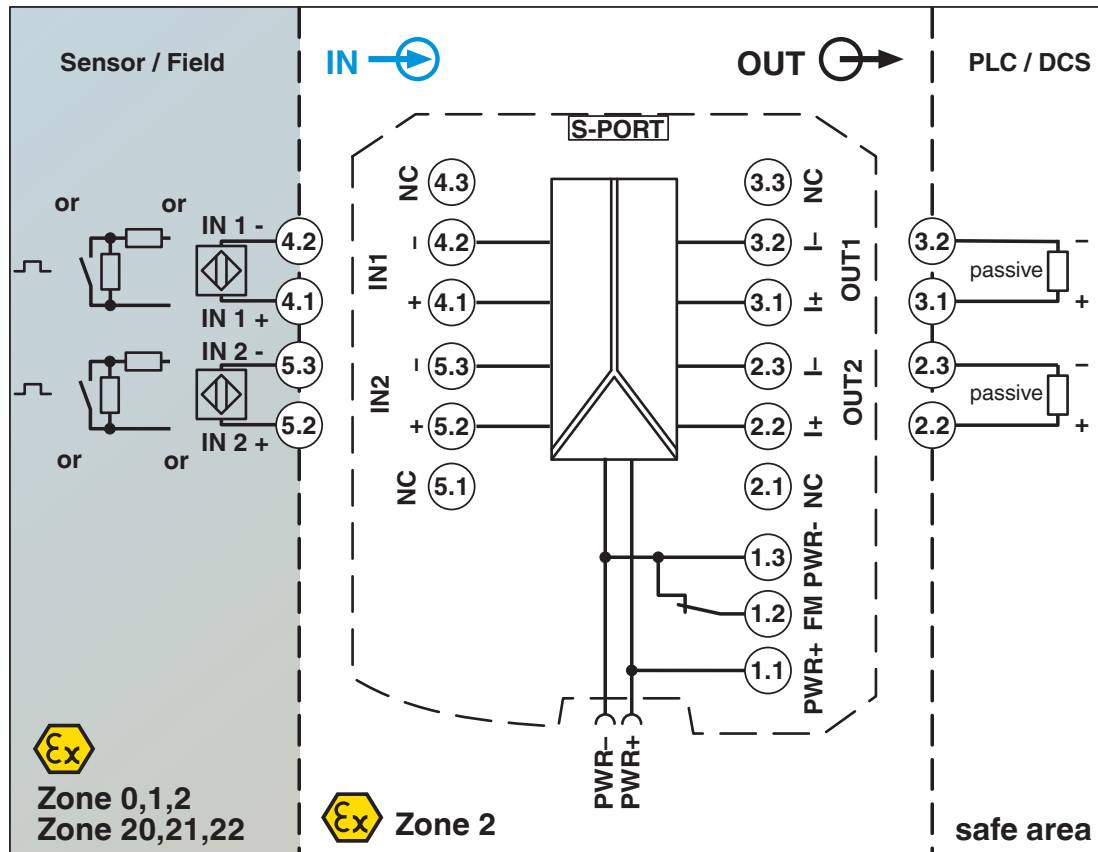 Sensor / Field
IN
OUT
PLC / DCS
S-PORT
or
or
IN 1 -
4.2
4.1
IN 1 +
IN 2 -
5.3
5.2
IN 2 +
or
or
NC
4.3
IN1
–
4.2
+
4.1
IN2
–
5.3
+
5.2
NC
5.1
3.3
NC
3.2
I–
OUT1
3.1
I+
2.3
I–
OUT2
2.2
I+
2.1
NC
1.3
PWR-
1.2
FM
1.1
PWR+
PWR–
PWR+
3.2
–
passive
3.1
+
2.3
–
passive
2.2
+
Ex
Zone 0,1,2
Zone 20,21,22
Ex
Zone 2
safe area